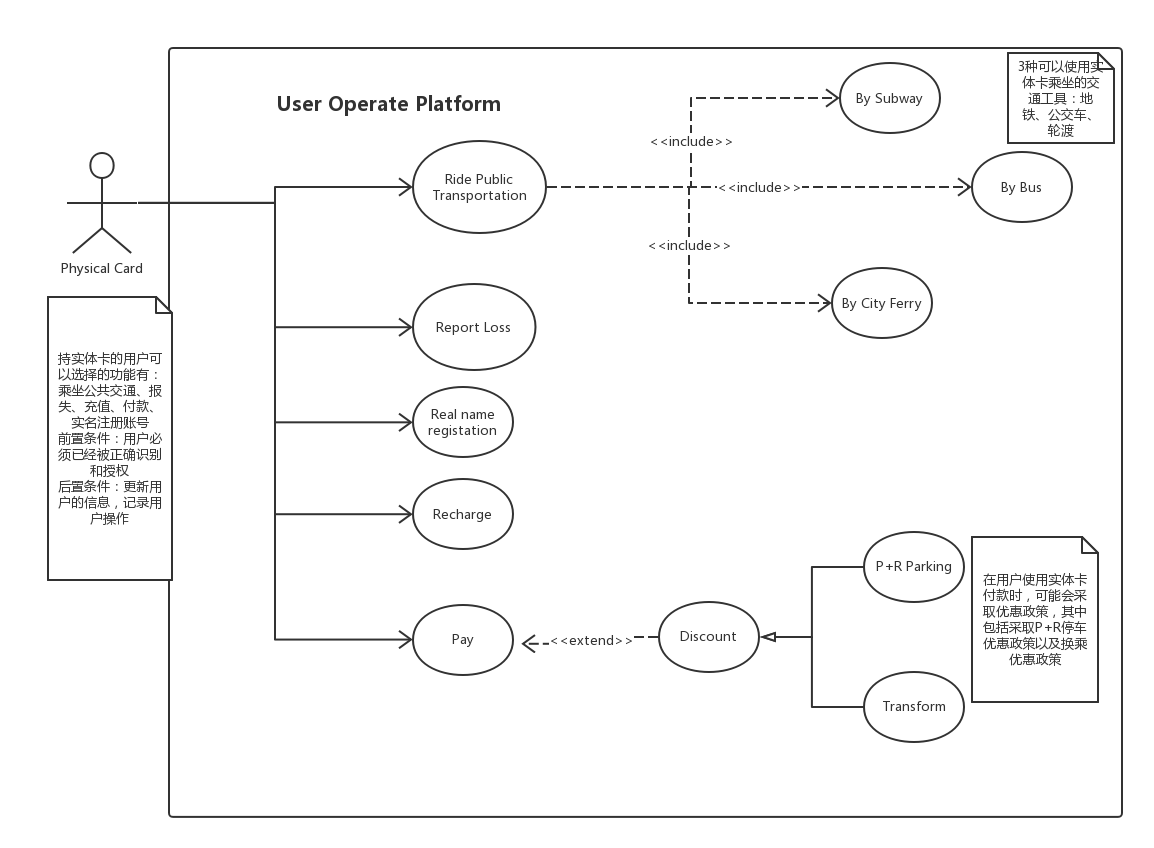 User Operate Platform
3种可以使用实
体卡乘坐的交
通工具：地
铁、公交车、
轮渡
By Subway
<<include>>
Ride Public
Transportation
<<include>>
By Bus
<<include>>
By City Ferry
Physical Card
持实体卡的用户可
以选择的功能有：
乘坐公共交通、报
失、充值、付款、
实名注册账号
前置条件：用户必
须已经被正确识别
和授权
后置条件：更新用
户的信息，记录用
户操作
Report Loss
Real name
registation
Recharge
Pay
<<extend>>
Discount
P+R Parking
Transform
在用户使用实体卡
付款时，可能会采
取优惠政策，其中
包括采取P+R停车
优惠政策以及换乘
优惠政策